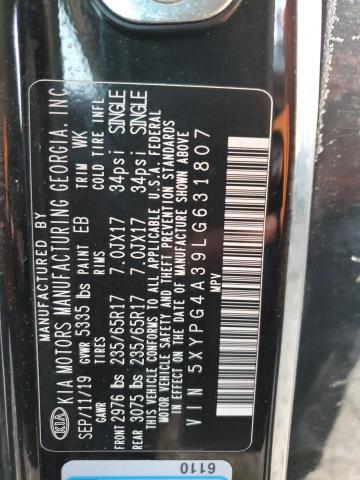 MANUFACTURED BY
KIA KIA MOTORS MANUFACTURING GEORGIA. INC
SEP/11/19 GVWR 5335 lbs PAINT EB TRIM WK
GAWR TIRES RIMS COLD TIRE INFL
FRONT 2976 lbs 235/65R17 7.0JX17 34psi SINGLE
REAR 3075 lbs 235/65R17 7.0JX17 34psi SINGLE
THIS VEHICLE CONFORMS TO ALL APPLICABLE U.S.A. FEDERAL
MOTOR VEHICLE SAFETY AND THEFT PREVENTION STANDARDS
IN EFFECT ON THE DATE OF MANUFACTURE SHOWN ABOVE
VIN 5XYPG4A39LG631807
MPV
6110